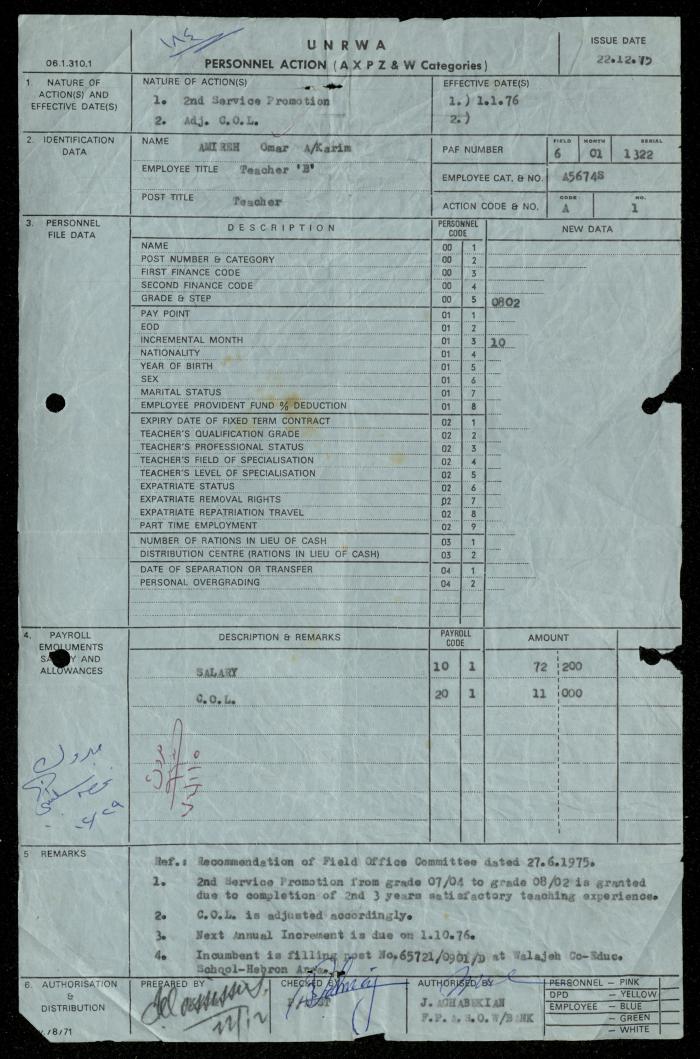 UNRWA
PERSONNEL ACTION (A X P Z & W Categories)
06.1.310.1
ISSUE DATE
22.12.75
1. NATURE OF ACTION(S) AND EFFECTIVE DATE(S)
NATURE OF ACTION(S)
EFFECTIVE DATE(S)
1. 2nd Service Promotion
1.) 1.1.76
2. Adj. C.O.L.
2.)
2. IDENTIFICATION DATA
NAME AMIREH Omar A/Karim
PAF NUMBER
FIELD MONTH SERIAL
6 01 1322
EMPLOYEE TITLE Teacher 'B'
EMPLOYEE CAT. & NO. A56748
POST TITLE Teacher
ACTION CODE & NO.
CODE NO.
A 1
3. PERSONNEL FILE DATA
DESCRIPTION PERSONNEL CODE NEW DATA
NAME 00 1
POST NUMBER & CATEGORY 00 2
FIRST FINANCE CODE 00 3
SECOND FINANCE CODE 00 4
GRADE & STEP 00 5 0802
PAY POINT 01 1
EOD 01 2
INCREMENTAL MONTH 01 3 10
NATIONALITY 01 4
YEAR OF BIRTH 01 5
SEX 01 6
MARITAL STATUS 01 7
EMPLOYEE PROVIDENT FUND % DEDUCTION 01 8
EXPIRY DATE OF FIXED TERM CONTRACT 02 1
TEACHER'S QUALIFICATION GRADE 02 2
TEACHER'S PROFESSIONAL STATUS 02 3
TEACHER'S FIELD OF SPECIALISATION 02 4
TEACHER'S LEVEL OF SPECIALISATION 02 5
EXPATRIATE STATUS 02 6
EXPATRIATE REMOVAL RIGHTS 02 7
EXPATRIATE REPATRIATION TRAVEL 02 8
PART TIME EMPLOYMENT 02 9
NUMBER OF RATIONS IN LIEU OF CASH 03 1
DISTRIBUTION CENTRE (RATIONS IN LIEU OF CASH) 03 2
DATE OF SEPARATION OR TRANSFER 04 1
PERSONAL OVERGRADING 04 2
4. PAYROLL EMOLUMENTS AND ALLOWANCES
DESCRIPTION & REMARKS PAYROLL CODE AMOUNT
SALARY 10 1 72 200
C.O.L. 20 1 11 000
5 REMARKS
Ref.: Recommendation of Field Office Committee dated 27.6.1975.
1. 2nd Service Promotion from grade 07/04 to grade 08/02 is granted
due to completion of 2nd 3 years satisfactory teaching experience.
2. C.O.L. is adjusted accordingly.
3. Next Annual Increment is due on 1.10.76.
4. Incumbent is filling post No.65721/0901/D at Walajeh Co-Educ.
School-Hebron Area.
6. AUTHORISATION & DISTRIBUTION
PREPARED BY
CHECKED BY
AUTHORISED BY
J. AGHABEKIAN
F.P. & S.O. W/BANK
PERSONNEL – PINK
DPD – YELLOW
EMPLOYEE – BLUE
– GREEN
– WHITE
/8/71